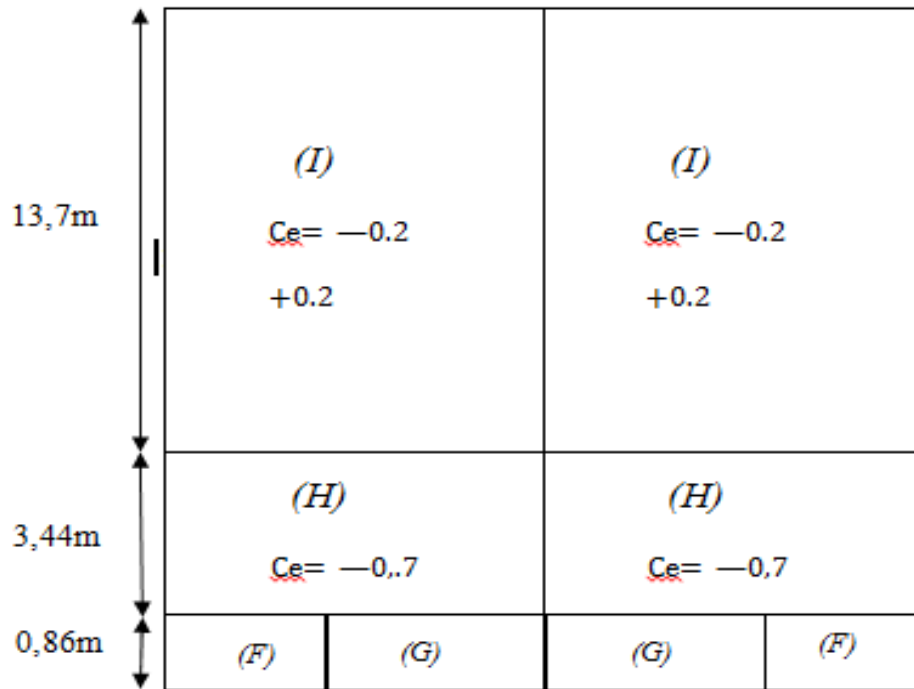 (I)
(I)
13,7m
Ce= —0.2
Ce= —0.2
+0.2
+0.2
(H)
(H)
3,44m
Ce= —0,.7
Ce= —0,7
0,86m
(F)
(G)
(G)
(F)